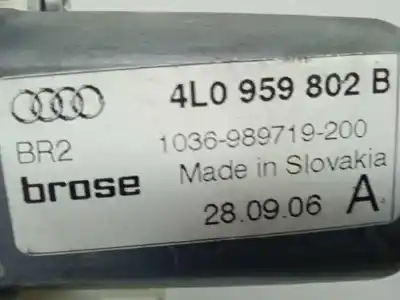 4L0 959 802 B
BR2 1036-989719-200
brose Made in Slovakia
28.09.06 A